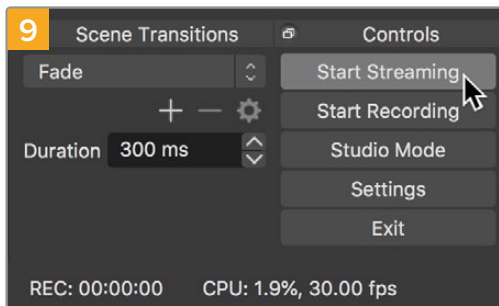 9
Scene Transitions
Fade
Duration 300 ms
Controls
Start Streaming
Start Recording
Studio Mode
Settings
Exit
REC: 00:00:00 CPU: 1.9%, 30.00 fps